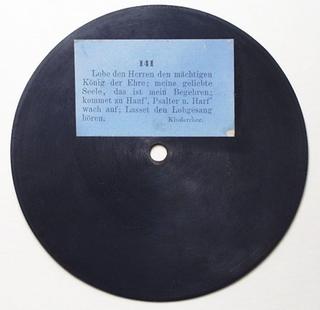 141
Lobe den Herren den mächtigen
König der Ehre; meine geliebte
Seele, das ist mein Begehren;
kommet zu Hauf', Psalter u. Harf'
wach auf; Lasset den Lobgesang
hören.
Kinderchor.